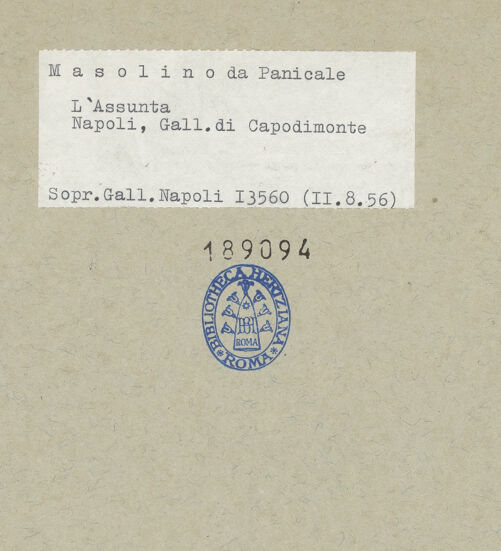 M a s o l i n o da Panicale
L`Assunta
Napoli, Gall.di Capodimonte
Sopr.Gall.Napoli I3560 (II.8.56)
189094
BIBLIOTHECA HERTZIANA
ROMA
ROMA